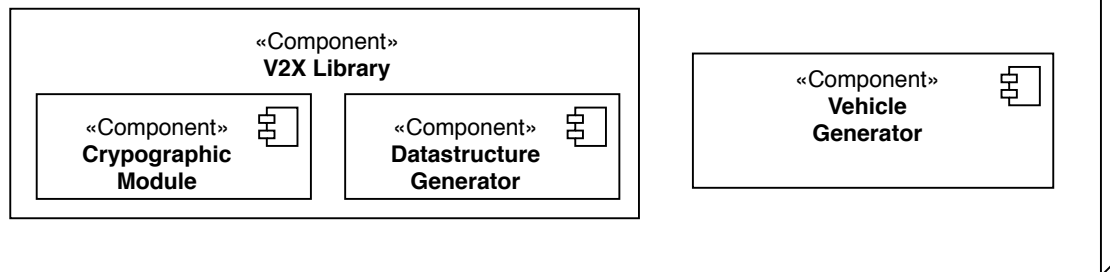 «Component»
V2X Library
«Component»
Crypographic
Module
«Component»
Datastructure
Generator
«Component»
Vehicle
Generator